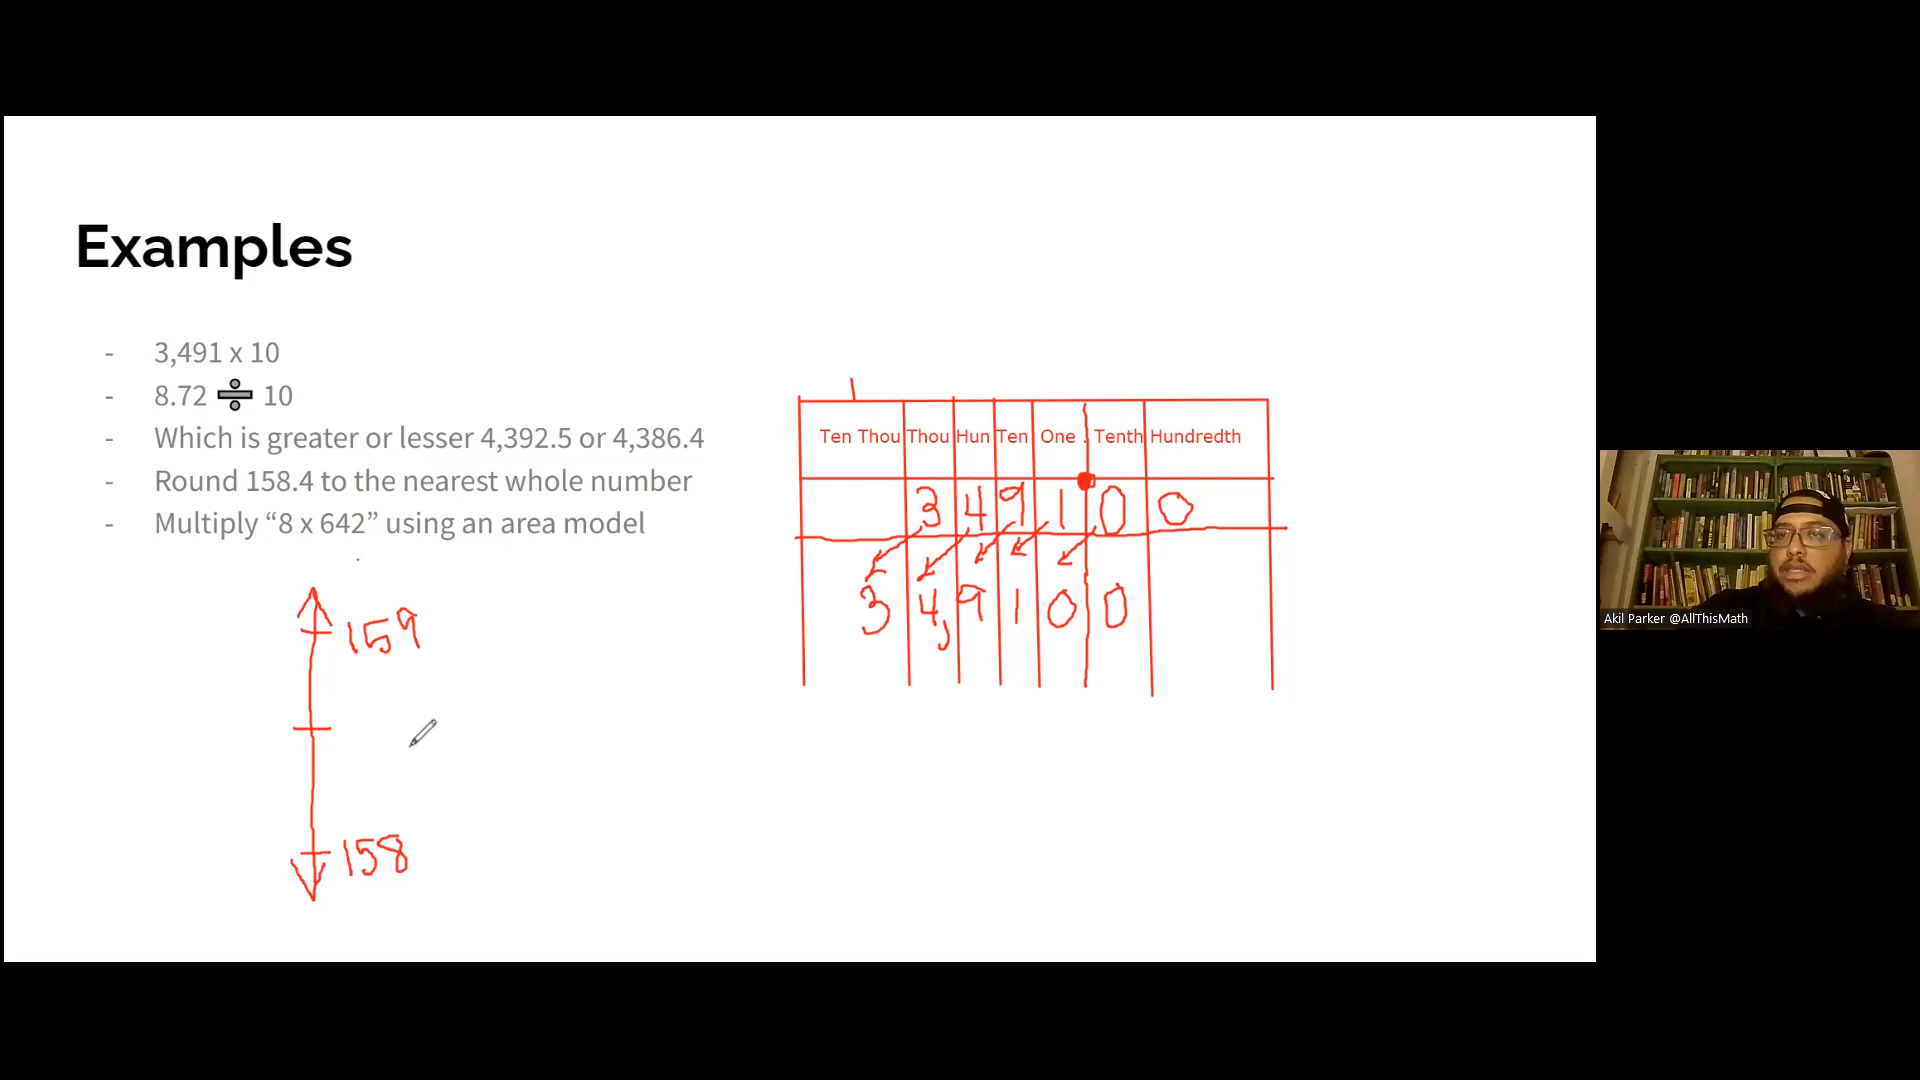 Examples
- 3,491 x 10
- 8.72 ➗ 10
- Which is greater or lesser 4,392.5 or 4,386.4
- Round 158.4 to the nearest whole number
- Multiply “8 x 642” using an area model
Ten Thou Thou Hun Ten One . Tenth Hundredth
3 4 9 1 0 0
3 4, 9 1 0 0
159
158
Akil Parker @AllThisMath